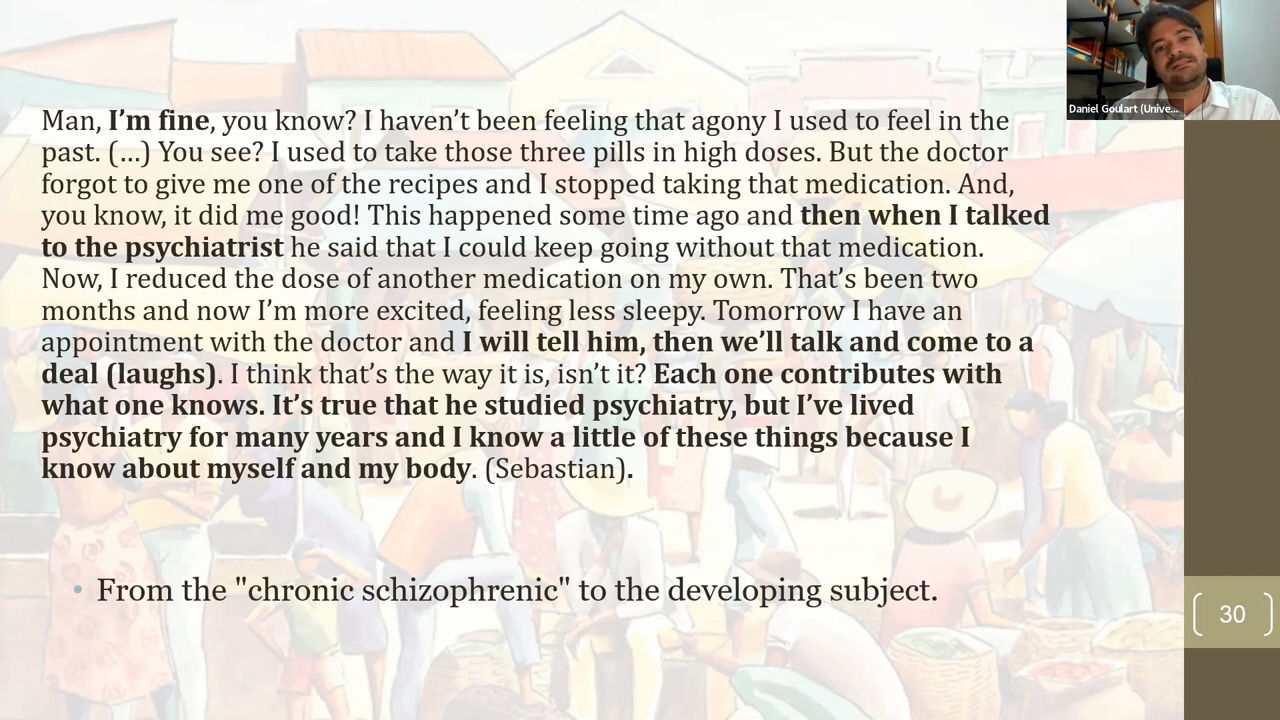 Daniel Goulart (Unive...
Man, I’m fine, you know? I haven’t been feeling that agony I used to feel in the
past. (…) You see? I used to take those three pills in high doses. But the doctor
forgot to give me one of the recipes and I stopped taking that medication. And,
you know, it did me good! This happened some time ago and then when I talked
to the psychiatrist he said that I could keep going without that medication.
Now, I reduced the dose of another medication on my own. That’s been two
months and now I’m more excited, feeling less sleepy. Tomorrow I have an
appointment with the doctor and I will tell him, then we’ll talk and come to a
deal (laughs). I think that’s the way it is, isn’t it? Each one contributes with
what one knows. It’s true that he studied psychiatry, but I’ve lived
psychiatry for many years and I know a little of these things because I
know about myself and my body. (Sebastian).
• From the "chronic schizophrenic" to the developing subject.
30